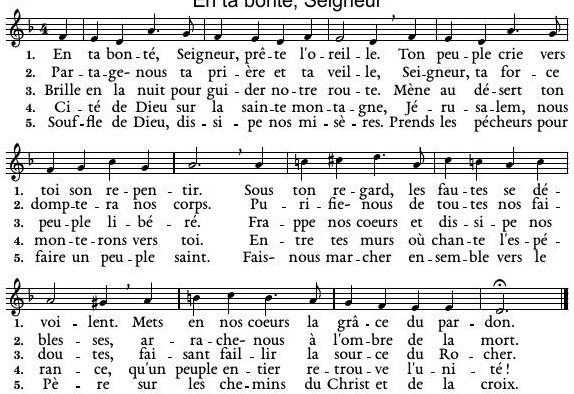 En ta bonté, Seigneur
1. En ta bon - té, Seigneur, prê - te l'o - reil - le. Ton peu - ple crie vers
2. Par - ta - ge- nous ta pri - ère et ta veil - le, Sei - gneur, ta for - ce
3. Brille en la nuit pour gui - der no - tre rou - te. Mène au dé - sert ton
4. Ci - té de Dieu sur la sain - te mon - ta - gne, Jé - ru - sa - lem, nous
5. Souf - fle de Dieu, dis - si - pe nos mi - sè - res. Prends les pécheurs pour
1. toi son re - pen - tir. Sous ton re - gard, les fau - tes se dé -
2. domp - te - ra nos corps. Pu - ri - fie- nous de tou - tes nos fai -
3. peu - ple li - bé - ré. Frap - pe nos coeurs et dis - si - pe nos
4. mon - te - rons vers toi. En - tre tes murs où chan - te l'es - pé -
5. faire un peu - ple saint. Fais- nous mar - cher en - sem - ble vers le
1. voi - lent. Mets en nos coeurs la grâ - ce du par - don.
2. bles - ses, ar - ra - che- nous à l'om - bre de la mort.
3. dou - tes, fai - sant fail - lir la sour - ce du Ro - cher.
4. ran - ce, qu'un peuple en - tier re - trou - ve l'u - ni - té !
5. Pè - re sur les che - mins du Christ et de la croix.